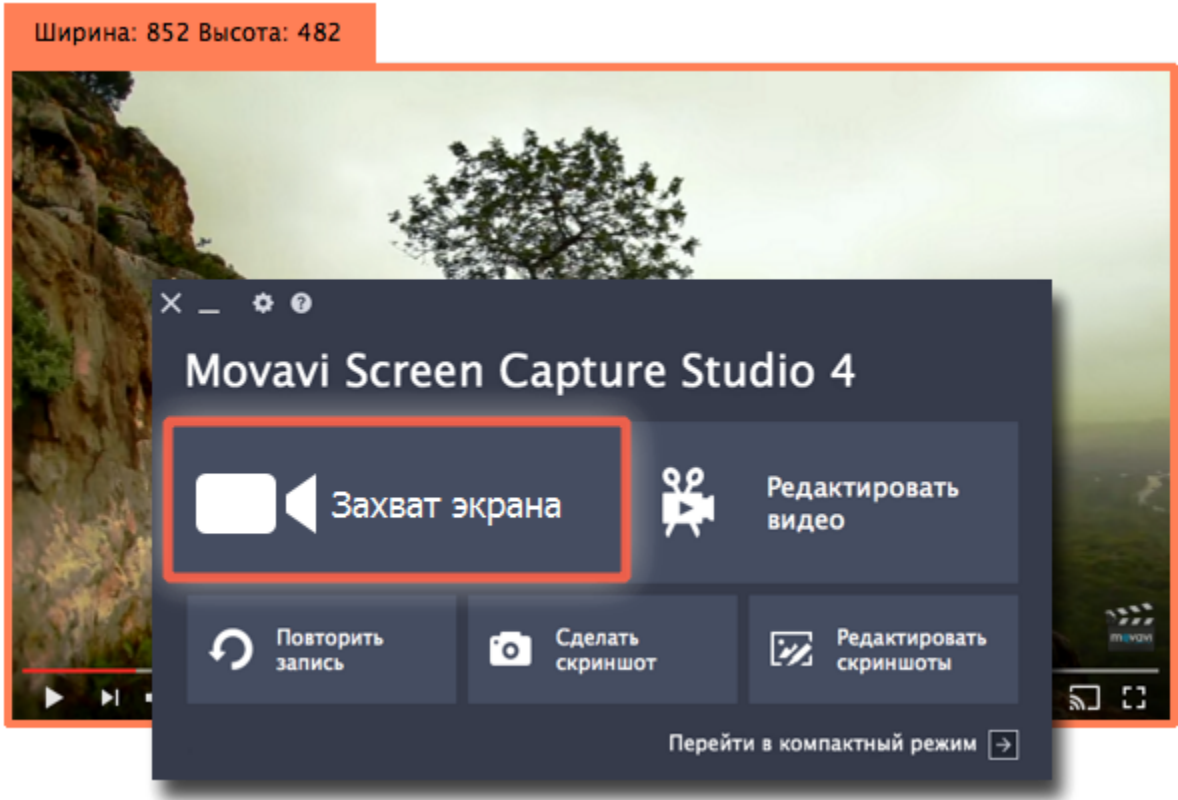 Ширина: 852 Высота: 482
Movavi Screen Capture Studio 4
Захват экрана
Редактировать
видео
Повторить
запись
Сделать
скриншот
Редактировать
скриншоты
movavi
Перейти в компактный режим